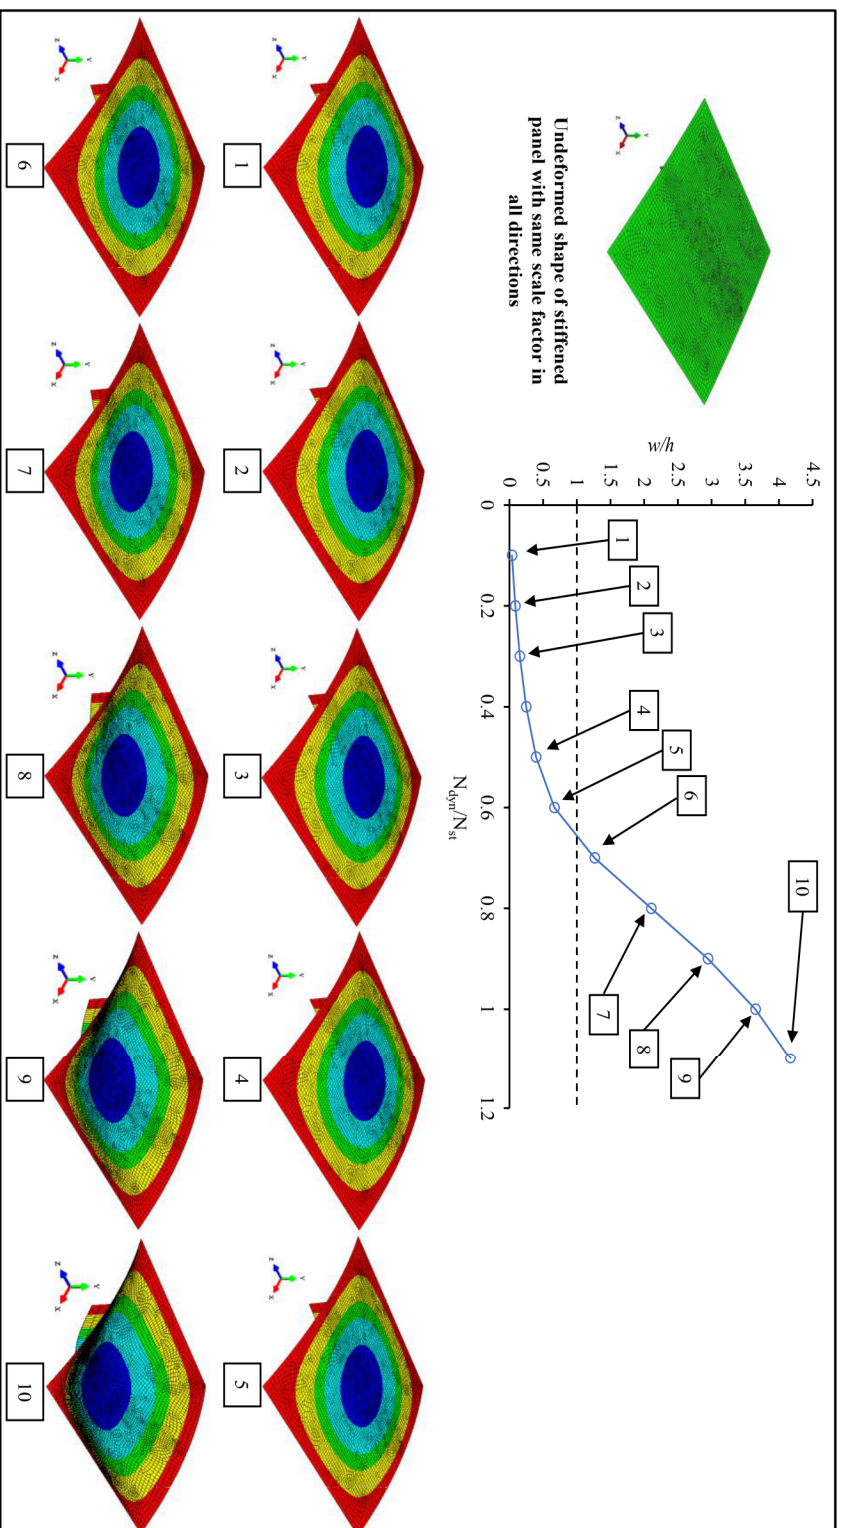 Undeformed shape of stiffened
panel with same scale factor in
all directions
w/h
4.5
4
3.5
3
2.5
2
1.5
1
0.5
0
0
0.2
0.4
0.6
0.8
1
1.2
N_dyn/N_st
1
2
3
4
5
6
7
8
9
10
Y
Z
X
1
Y
Z
X
2
Y
Z
X
3
Y
Z
X
4
Y
Z
X
5
Y
Z
X
6
Y
Z
X
7
Y
Z
X
8
Y
Z
X
9
Y
Z
X
10
Y
Z
X